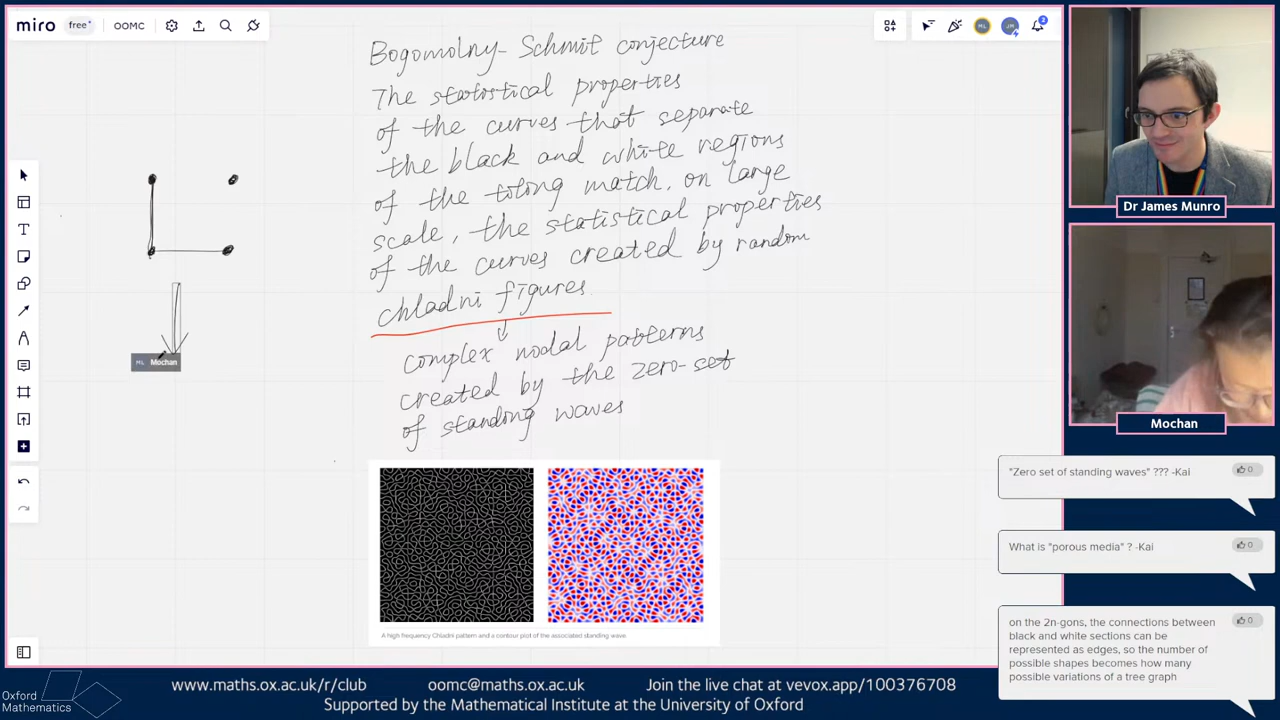 miro free OOMC
2
Bogomolny-Schmit conjecture
The statostical properties
of the curves that separate
the black and white regions
of the tolong match, on large
scale, the statistical properties
of the curves created by random
chladni figures
complex nodal patterns
created by the zero-set
of standing waves
ML Mochan
A high frequency Chladni pattern and a contour plot of the associated standing wave
ML
JM
Dr James Munro
Mochan
"Zero set of standing waves" ??? -Kai
0
What is "porous media" ? -Kai
0
on the 2n-gons, the connections between
black and white sections can be
represented as edges, so the number of
possible shapes becomes how many
possible variations of a tree graph
0
Oxford
Mathematics
www.maths.ox.ac.uk/r/club oomc@maths.ox.ac.uk Join the live chat at vevox.app/100376708
Supported by the Mathematical Institute at the University of Oxford